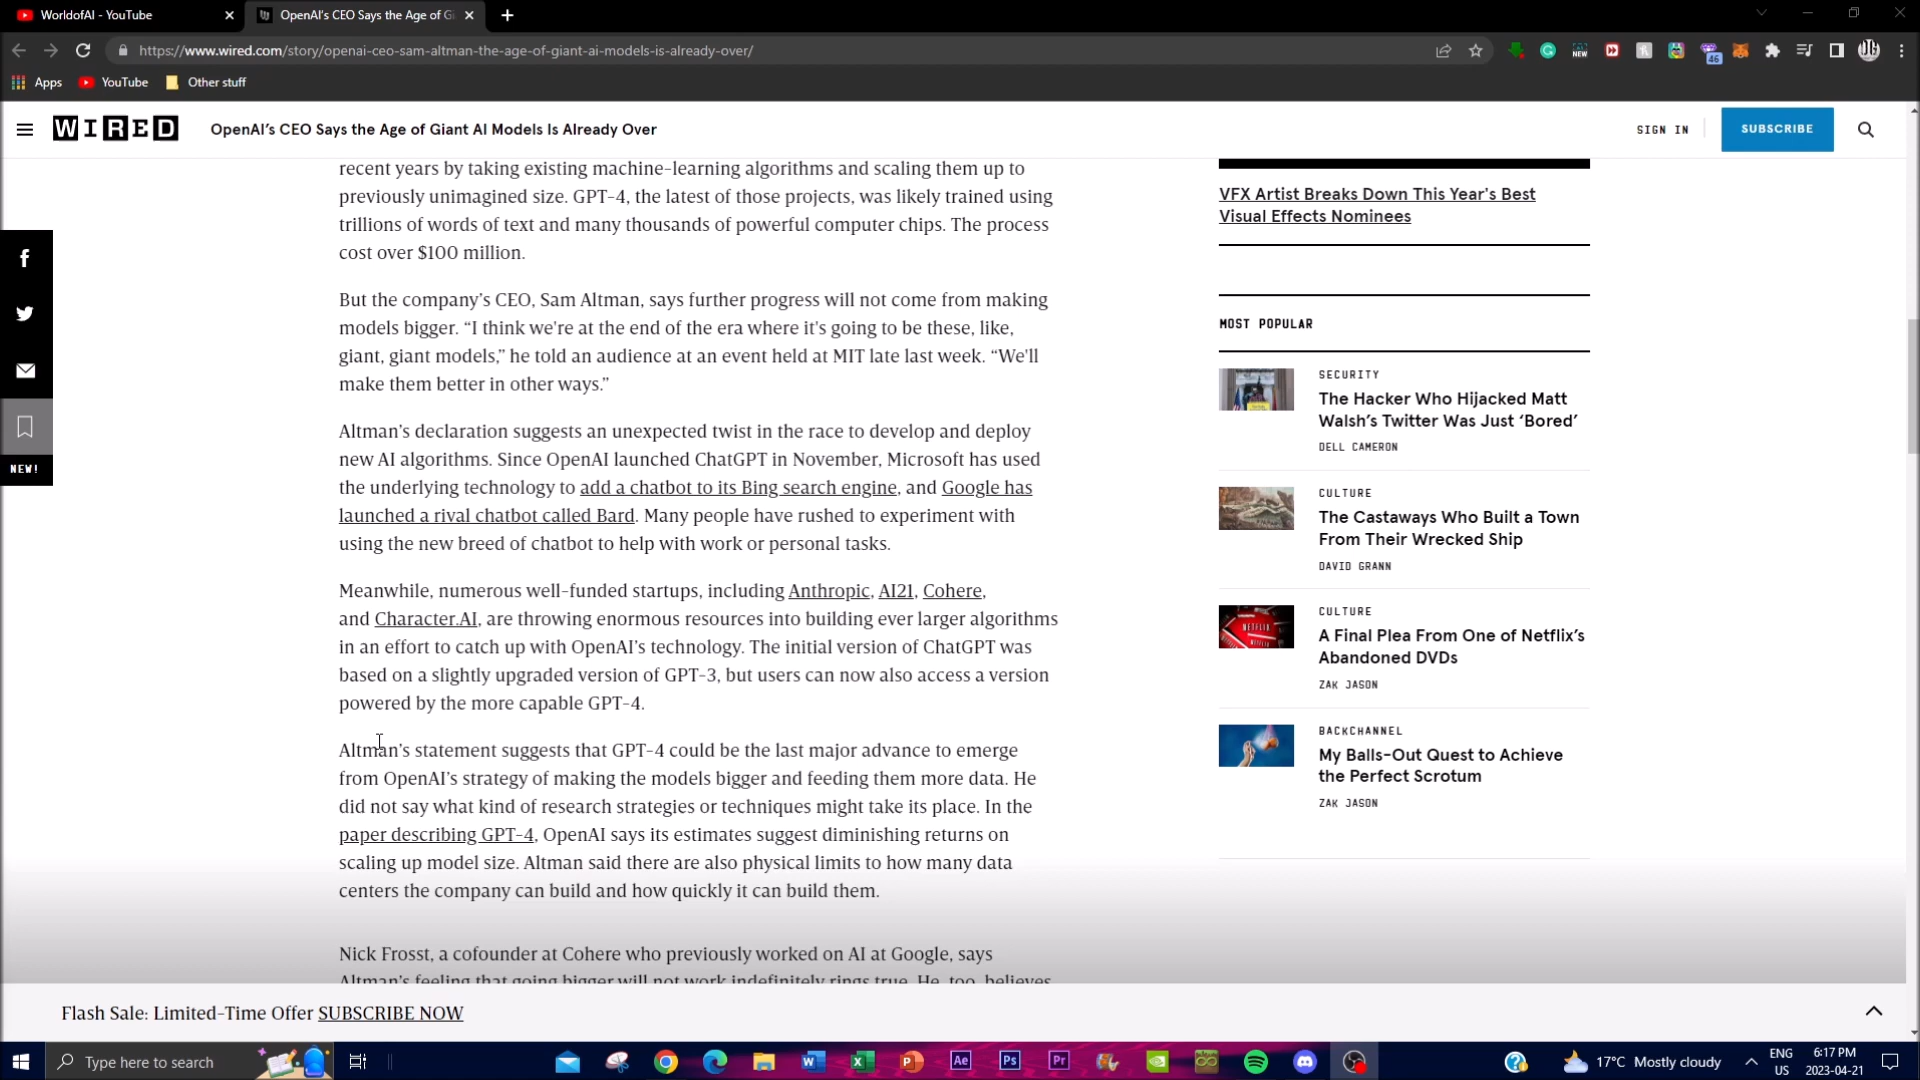 WorldofAI - YouTube
OpenAI's CEO Says the Age of Gi
https://www.wired.com/story/openai-ceo-sam-altman-the-age-of-giant-ai-models-is-already-over/
NEW
46
Apps
YouTube
Other stuff
WIRED
OpenAI's CEO Says the Age of Giant AI Models Is Already Over
SIGN IN
SUBSCRIBE
recent years by taking existing machine-learning algorithms and scaling them up to
previously unimagined size. GPT-4, the latest of those projects, was likely trained using
trillions of words of text and many thousands of powerful computer chips. The process
cost over $100 million.
But the company's CEO, Sam Altman, says further progress will not come from making
models bigger. “I think we're at the end of the era where it's going to be these, like,
giant, giant models,” he told an audience at an event held at MIT late last week. “We'll
make them better in other ways.”
Altman's declaration suggests an unexpected twist in the race to develop and deploy
new AI algorithms. Since OpenAI launched ChatGPT in November, Microsoft has used
the underlying technology to add a chatbot to its Bing search engine, and Google has
launched a rival chatbot called Bard. Many people have rushed to experiment with
using the new breed of chatbot to help with work or personal tasks.
Meanwhile, numerous well-funded startups, including Anthropic, AI21, Cohere,
and Character.AI, are throwing enormous resources into building ever larger algorithms
in an effort to catch up with OpenAI's technology. The initial version of ChatGPT was
based on a slightly upgraded version of GPT-3, but users can now also access a version
powered by the more capable GPT-4.
Altman's statement suggests that GPT-4 could be the last major advance to emerge
from OpenAI's strategy of making the models bigger and feeding them more data. He
did not say what kind of research strategies or techniques might take its place. In the
paper describing GPT-4, OpenAI says its estimates suggest diminishing returns on
scaling up model size. Altman said there are also physical limits to how many data
centers the company can build and how quickly it can build them.
Nick Frosst, a cofounder at Cohere who previously worked on AI at Google, says
Altman's feeling that going bigger will not work indefinitely rings true. He, too, believes
NEW!
VFX Artist Breaks Down This Year's Best
Visual Effects Nominees
MOST POPULAR
SECURITY
The Hacker Who Hijacked Matt
Walsh's Twitter Was Just ‘Bored’
DELL CAMERON
CULTURE
The Castaways Who Built a Town
From Their Wrecked Ship
DAVID GRANN
NETFLIX
CULTURE
A Final Plea From One of Netflix's
Abandoned DVDs
ZAK JASON
BACKCHANNEL
My Balls-Out Quest to Achieve
the Perfect Scrotum
ZAK JASON
Flash Sale: Limited-Time Offer SUBSCRIBE NOW
Type here to search
Ae
Ps
Pr
17°C Mostly cloudy
ENG
US
6:17 PM
2023-04-21